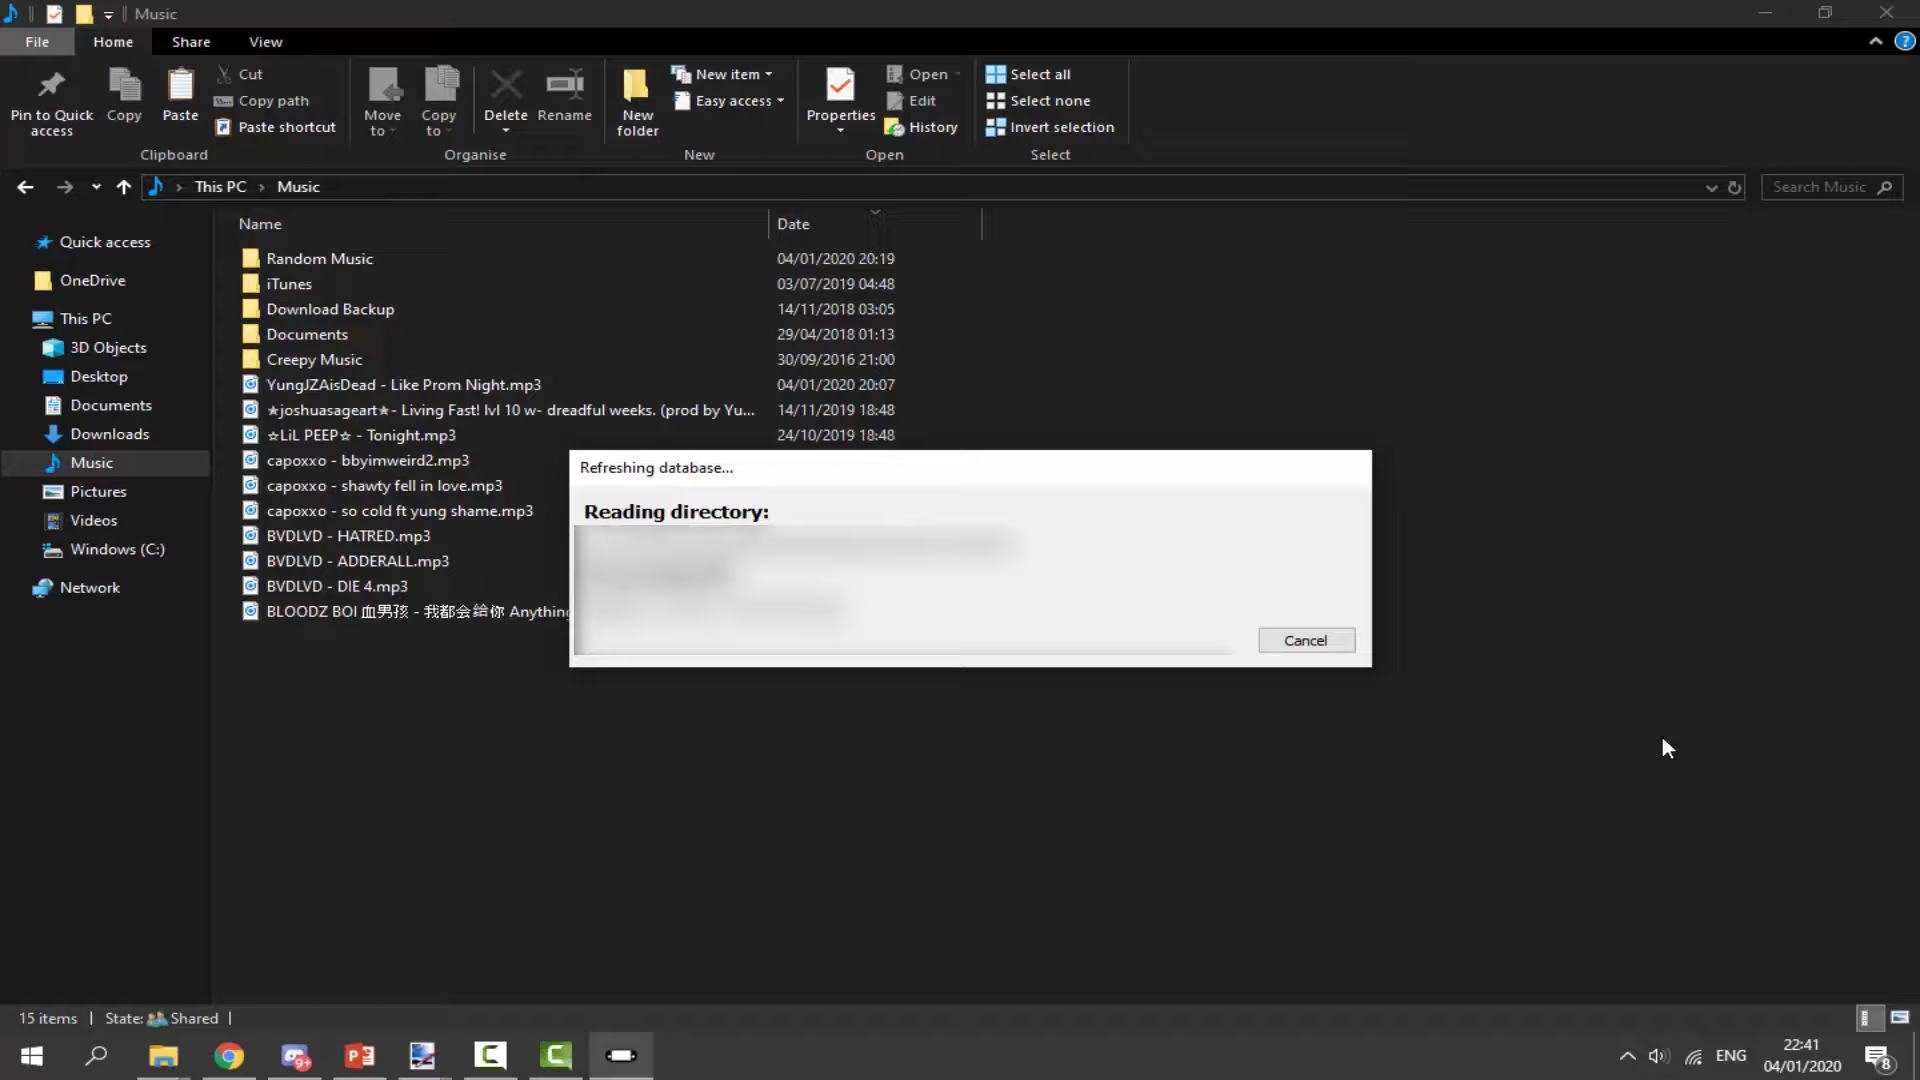 Music
File Home Share View
Pin to Quick access
Copy
Paste
Cut
Copy path
Paste shortcut
Clipboard
Move to
Copy to
Delete
Rename
Organise
New folder
New item
Easy access
New
Properties
Open
Edit
History
Open
Select all
Select none
Invert selection
Select
This PC > Music
Search Music
Quick access
OneDrive
This PC
3D Objects
Desktop
Documents
Downloads
Music
Pictures
Videos
Windows (C:)
Network
Name Date
Random Music 04/01/2020 20:19
iTunes 03/07/2019 04:48
Download Backup 14/11/2018 03:05
Documents 29/04/2018 01:13
Creepy Music 30/09/2016 21:00
YungJZAisDead - Like Prom Night.mp3 04/01/2020 20:07
★joshuasageart★- Living Fast! lvl 10 w- dreadful weeks. (prod by Yu... 14/11/2019 18:48
☆LiL PEEP☆ - Tonight.mp3 24/10/2019 18:48
capoxxo - bbyimweird2.mp3
capoxxo - shawty fell in love.mp3
capoxxo - so cold ft yung shame.mp3
BVDLVD - HATRED.mp3
BVDLVD - ADDERALL.mp3
BVDLVD - DIE 4.mp3
BLOODZ BOI 血男孩 - 我都会給你 Anything
Refreshing database...
Reading directory:
Cancel
15 items | State: Shared |
9+
ENG
22:41
04/01/2020
8